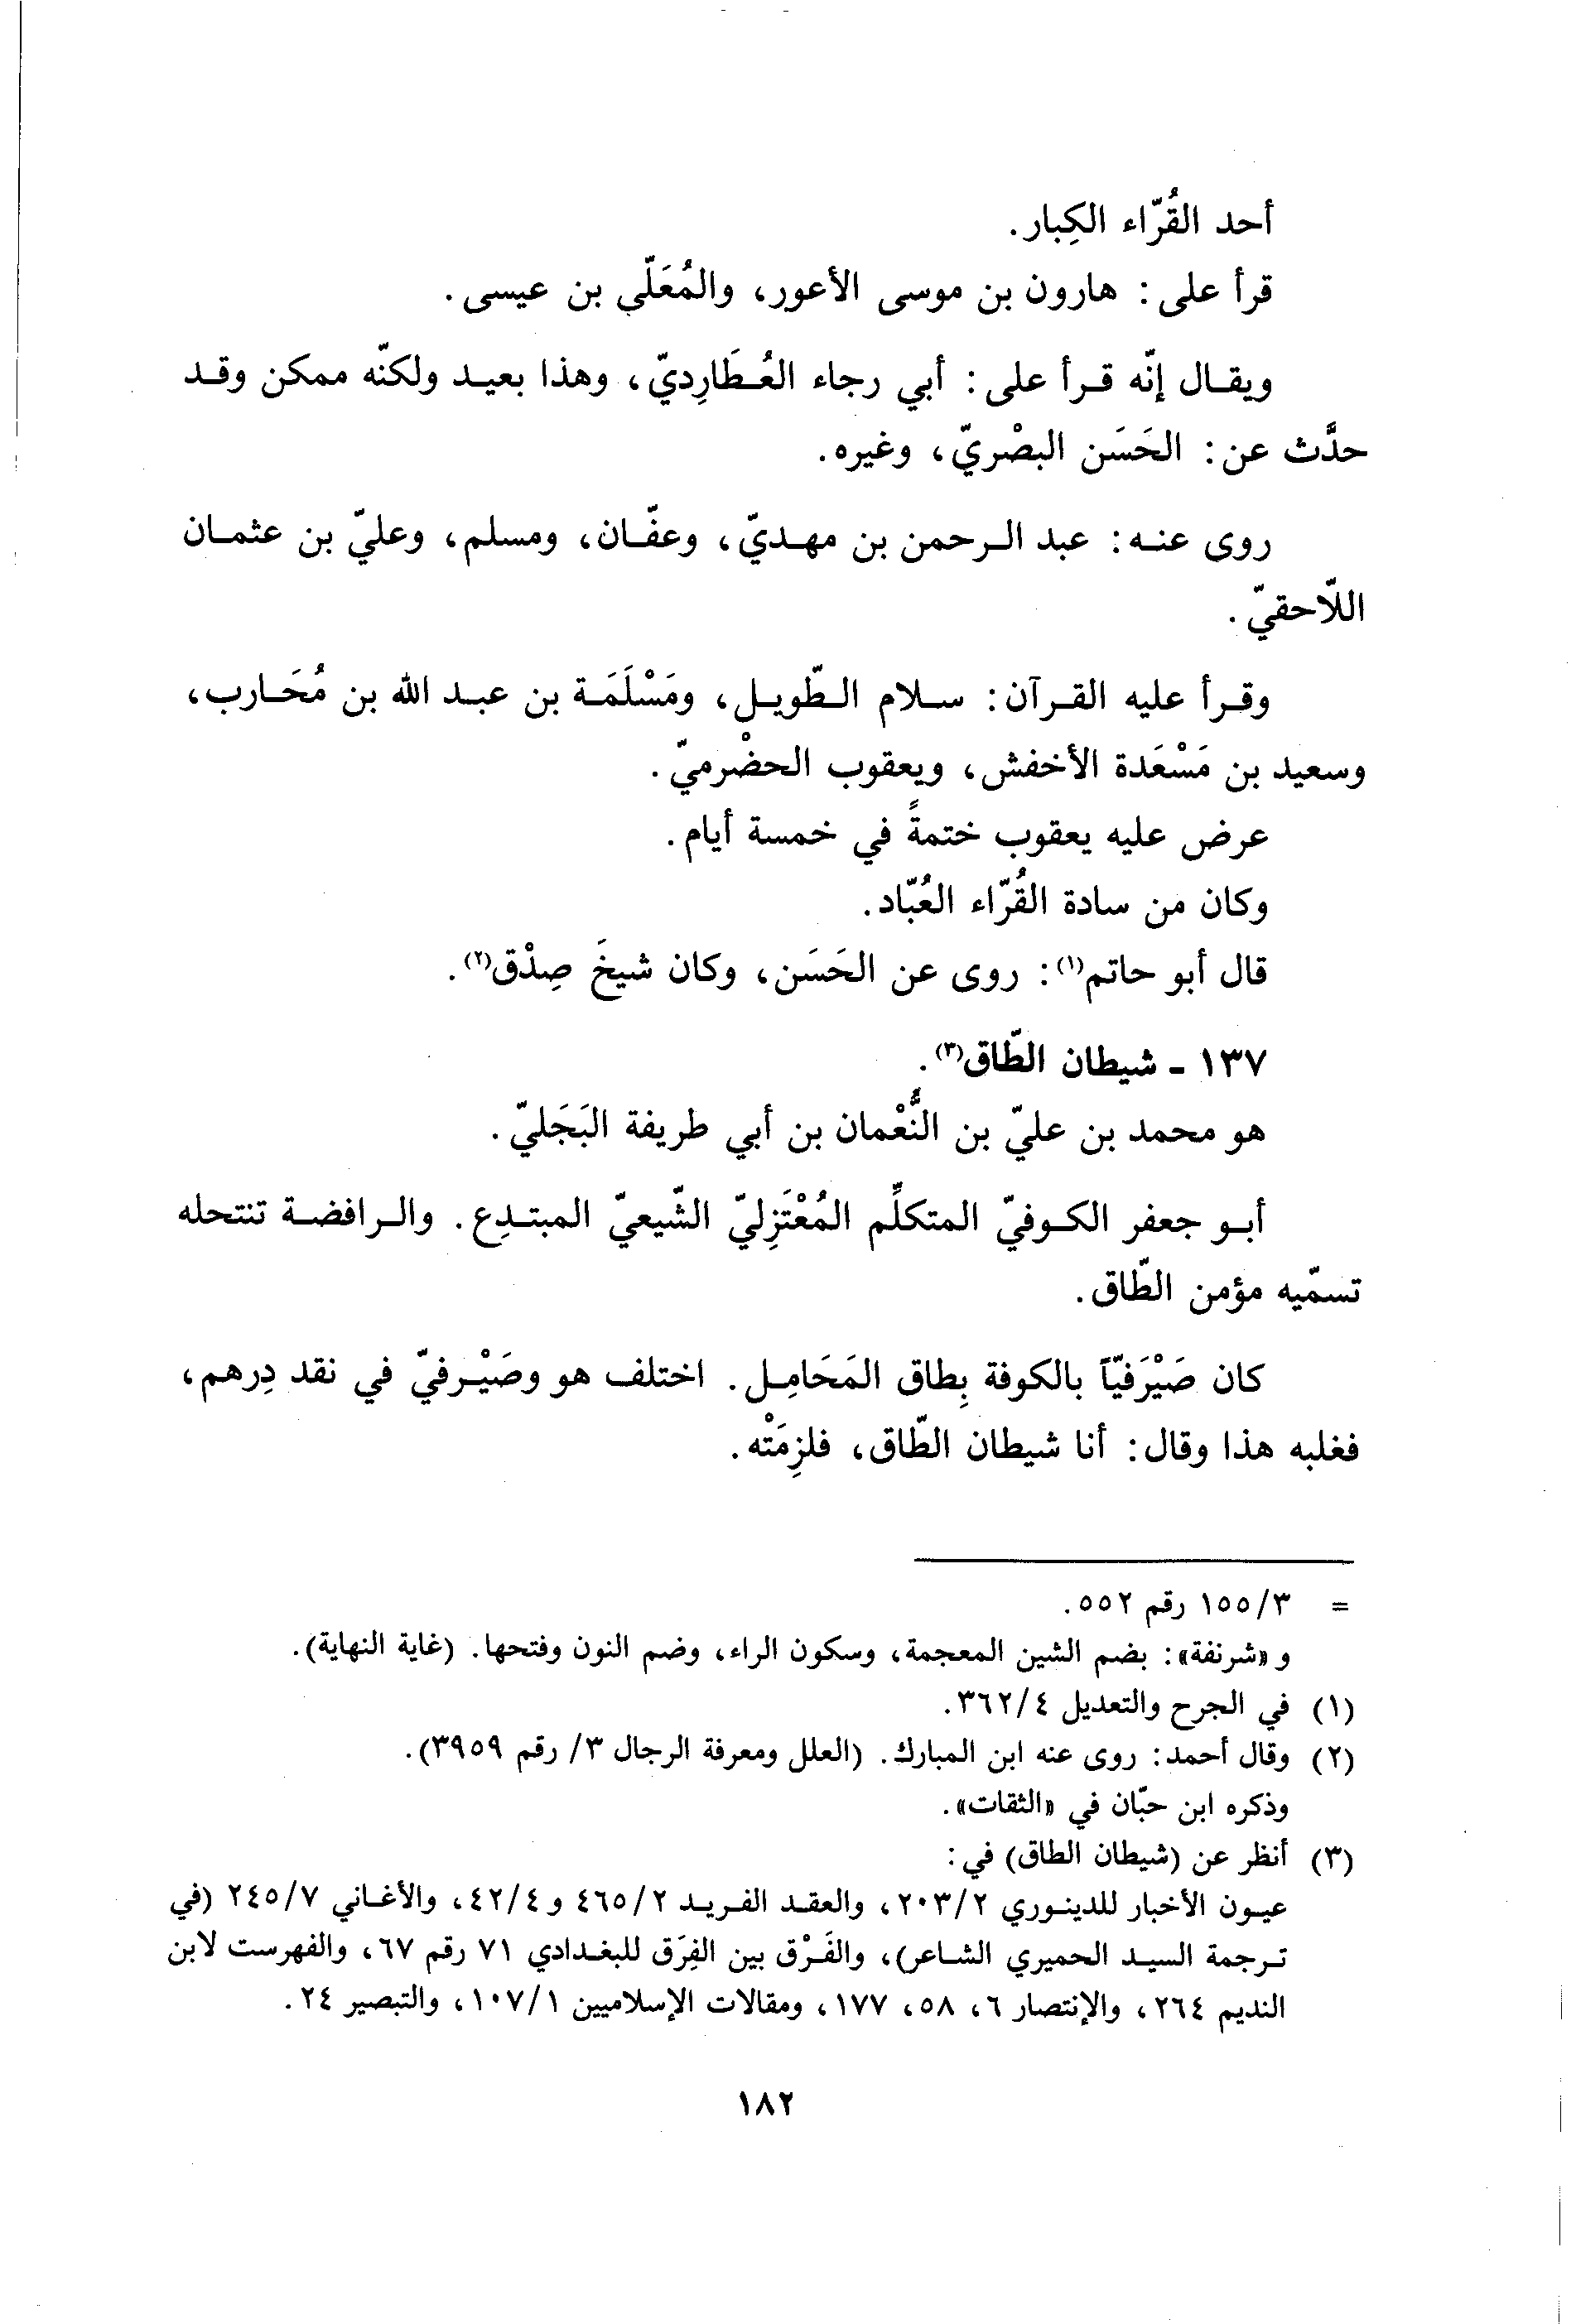 أحد القُرّاء الكِبار.
قرأ على: هارون بن موسى الأعور، والمُعَلّى بن عيسى.
ويقال إنّه قرأ على: أبي رجاء العُطَارِديّ، وهذا بعيد ولكنّه ممكن وقد
حدَّث عن: الحَسَن البصْريّ، وغيره.
روى عنه: عبد الرحمن بن مهديّ، وعفّان، ومسلم، وعليّ بن عثمان
اللّاحقيّ.
وقرأ عليه القرآن: سلام الطّويل، ومَسْلَمَة بن عبد الله بن مُحَارب،
وسعيد بن مَسْعَدة الأخفش، ويعقوب الحضْرميّ.
عرض عليه يعقوب ختمةً في خمسة أيام.
وكان من سادة القُرّاء العُبّاد.
قال أبو حاتم(١): روى عن الحَسَن، وكان شيخَ صِدْق(٢).
١٣٧ - شيطان الطّاق(٣).
هو محمد بن عليّ بن النُّعْمان بن أبي طريفة البَجَليّ.
أبو جعفر الكوفيّ المتكلِّم المُعْتَزِليّ الشّيعيّ المبتدِع. والرافضة تنتحله
تسمّيه مؤمن الطّاق.
كان صَيْرَفيّاً بالكوفة بِطاق المَحَامِل. اختلف هو وصَيْرفيّ في نقد دِرهم،
فغلبه هذا وقال: أنا شيطان الطّاق، فلزِمَتْه.
= ١٥٥/٣ رقم ٥٥٢.
و «شرنفة»: بضم الشين المعجمة، وسكون الراء، وضم النون وفتحها. (غاية النهاية).
(١) في الجرح والتعديل ٣٦٢/٤.
(٢) وقال أحمد: روى عنه ابن المبارك. (العلل ومعرفة الرجال ٣/ رقم ٣٩٥٩).
وذكره ابن حبّان في «الثقات».
(٣) أنظر عن (شيطان الطاق) في:
عيون الأخبار للدينوري ٢٠٣/٢، والعقد الفريد ٤٦٥/٢ و ٤٢/٤، والأغاني ٢٤٥/٧ (في
ترجمة السيد الحميري الشاعر)، والفَرْق بين الفِرَق للبغدادي ٧١ رقم ٦٧، والفهرست لابن
النديم ٢٦٤، والإنتصار ٦، ٥٨، ١٧٧، ومقالات الإسلاميين ١٠٧/١، والتبصير ٢٤.
١٨٢